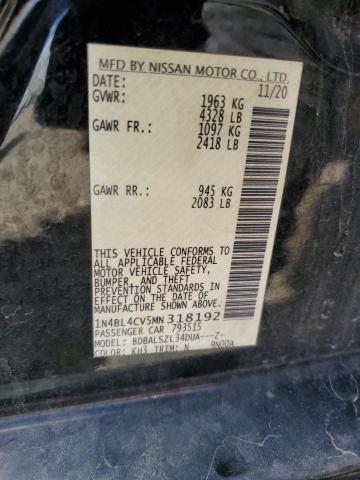 MFD BY NISSAN MOTOR CO., LTD.
DATE: 11/20
GVWR: 1963 KG
4328 LB
GAWR FR.: 1097 KG
2418 LB
GAWR RR.: 945 KG
2083 LB
THIS VEHICLE CONFORMS TO ALL
APPLICABLE FEDERAL
MOTOR VEHICLE SAFETY,
BUMPER, AND THEFT
PREVENTION STANDARDS
IN EFFECT ON THE DATE OF
MANUFACTURE SHOWN ABOVE.
1N4BL4CV5MN318192
PASSENGER CAR 793515
MODEL: BDBALSZL34DUA---Z-
COLOR: KH3 TRIM: N 9N00A